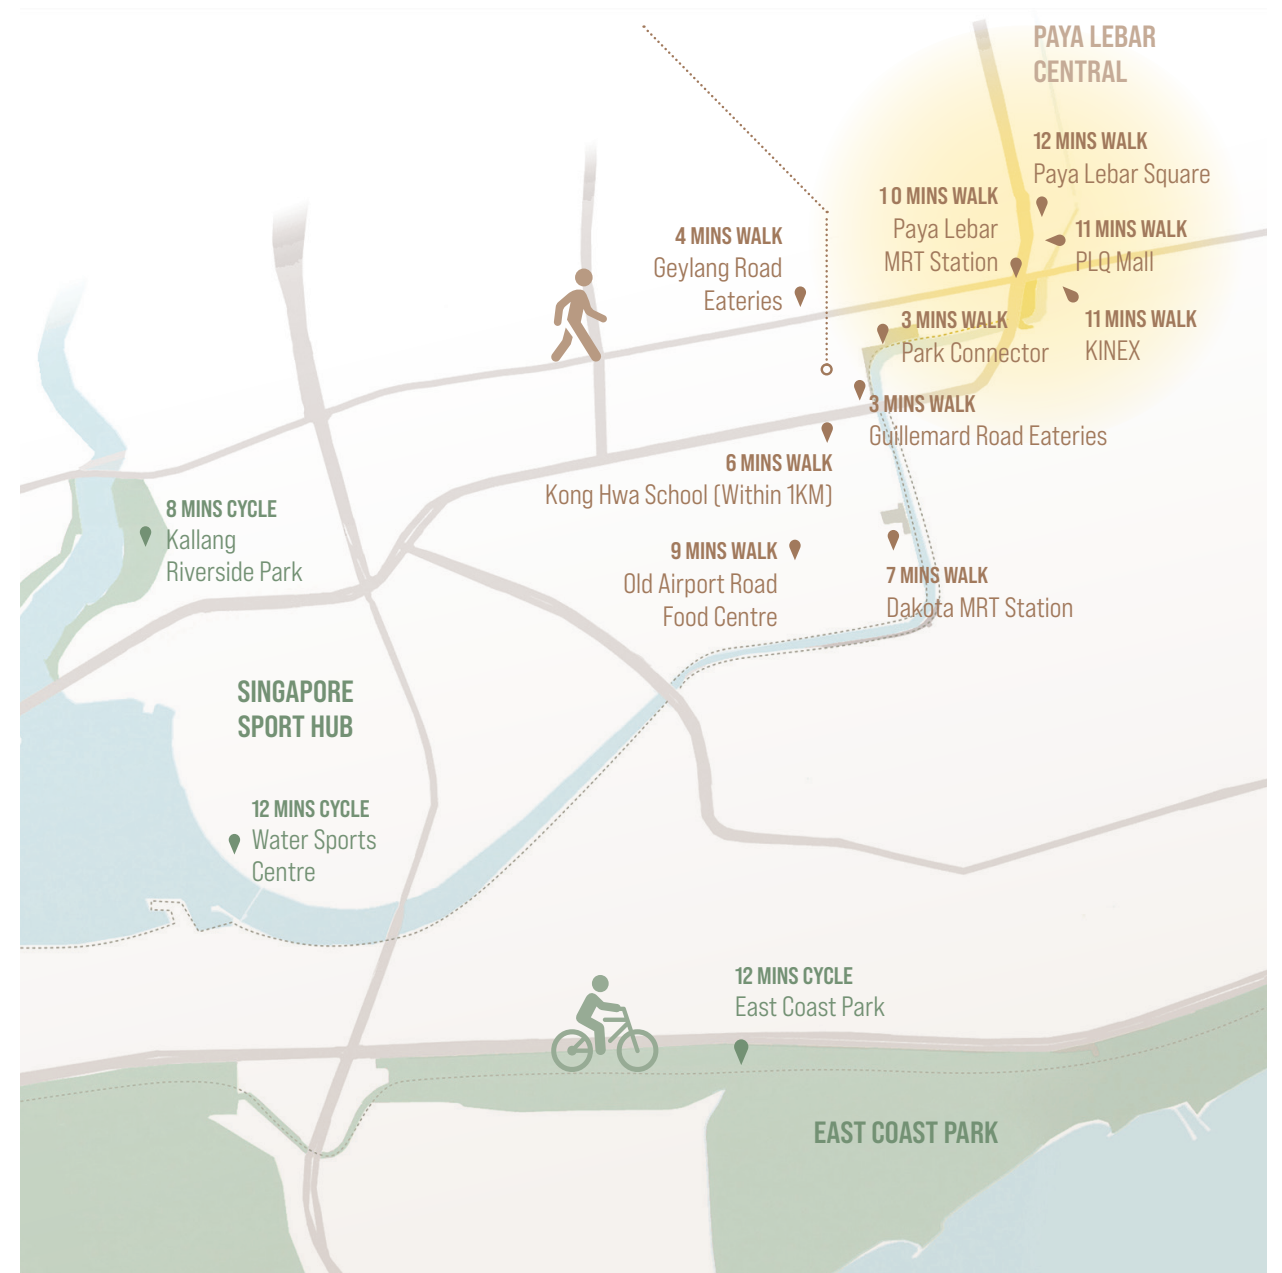 PAYA LEBAR
CENTRAL
12 MINS WALK
Paya Lebar Square
10 MINS WALK
Paya Lebar
MRT Station
11 MINS WALK
PLQ Mall
4 MINS WALK
Geylang Road
Eateries
3 MINS WALK
Park Connector
11 MINS WALK
KINEX
3 MINS WALK
Guillemard Road Eateries
6 MINS WALK
Kong Hwa School (Within 1KM)
8 MINS CYCLE
Kallang
Riverside Park
9 MINS WALK
Old Airport Road
Food Centre
7 MINS WALK
Dakota MRT Station
SINGAPORE
SPORT HUB
12 MINS CYCLE
Water Sports
Centre
12 MINS CYCLE
East Coast Park
EAST COAST PARK